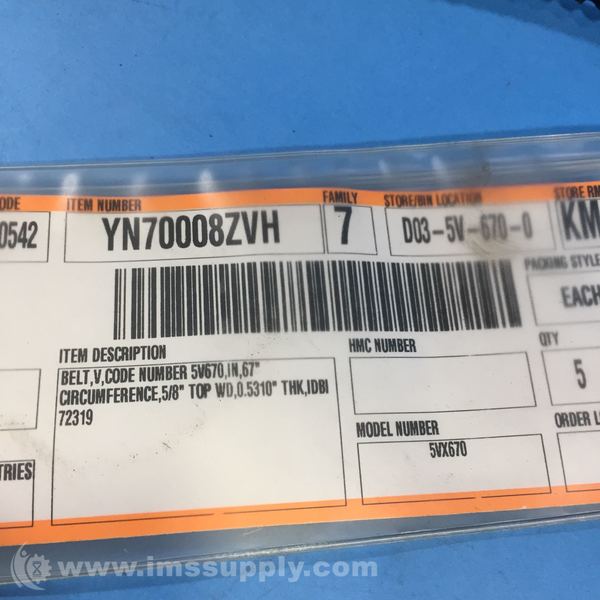 ODE
ITEM NUMBER
FAMILY
STORE/BIN LOCATION
STORE RM
0542
YN70008ZVH
7
D03-5V-670-0
KM
PACKING STYLE
EACH
ITEM DESCRIPTION
HMC NUMBER
QTY
BELT,V,CODE NUMBER 5V670,IN,67"
CIRCUMFERENCE,5/8" TOP WD,0.5310" THK,IDBI
72319
5
MODEL NUMBER
ORDER L
5VX670
TRIES
www.imssupply.com